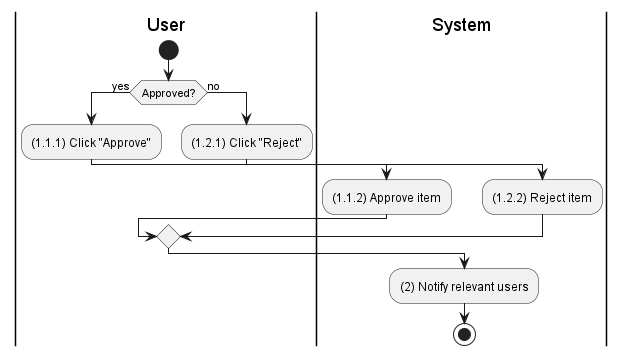 User
System
yes
Approved?
no
(1.1.1) Click "Approve"
(1.2.1) Click "Reject"
(1.1.2) Approve item
(1.2.2) Reject item
(2) Notify relevant users